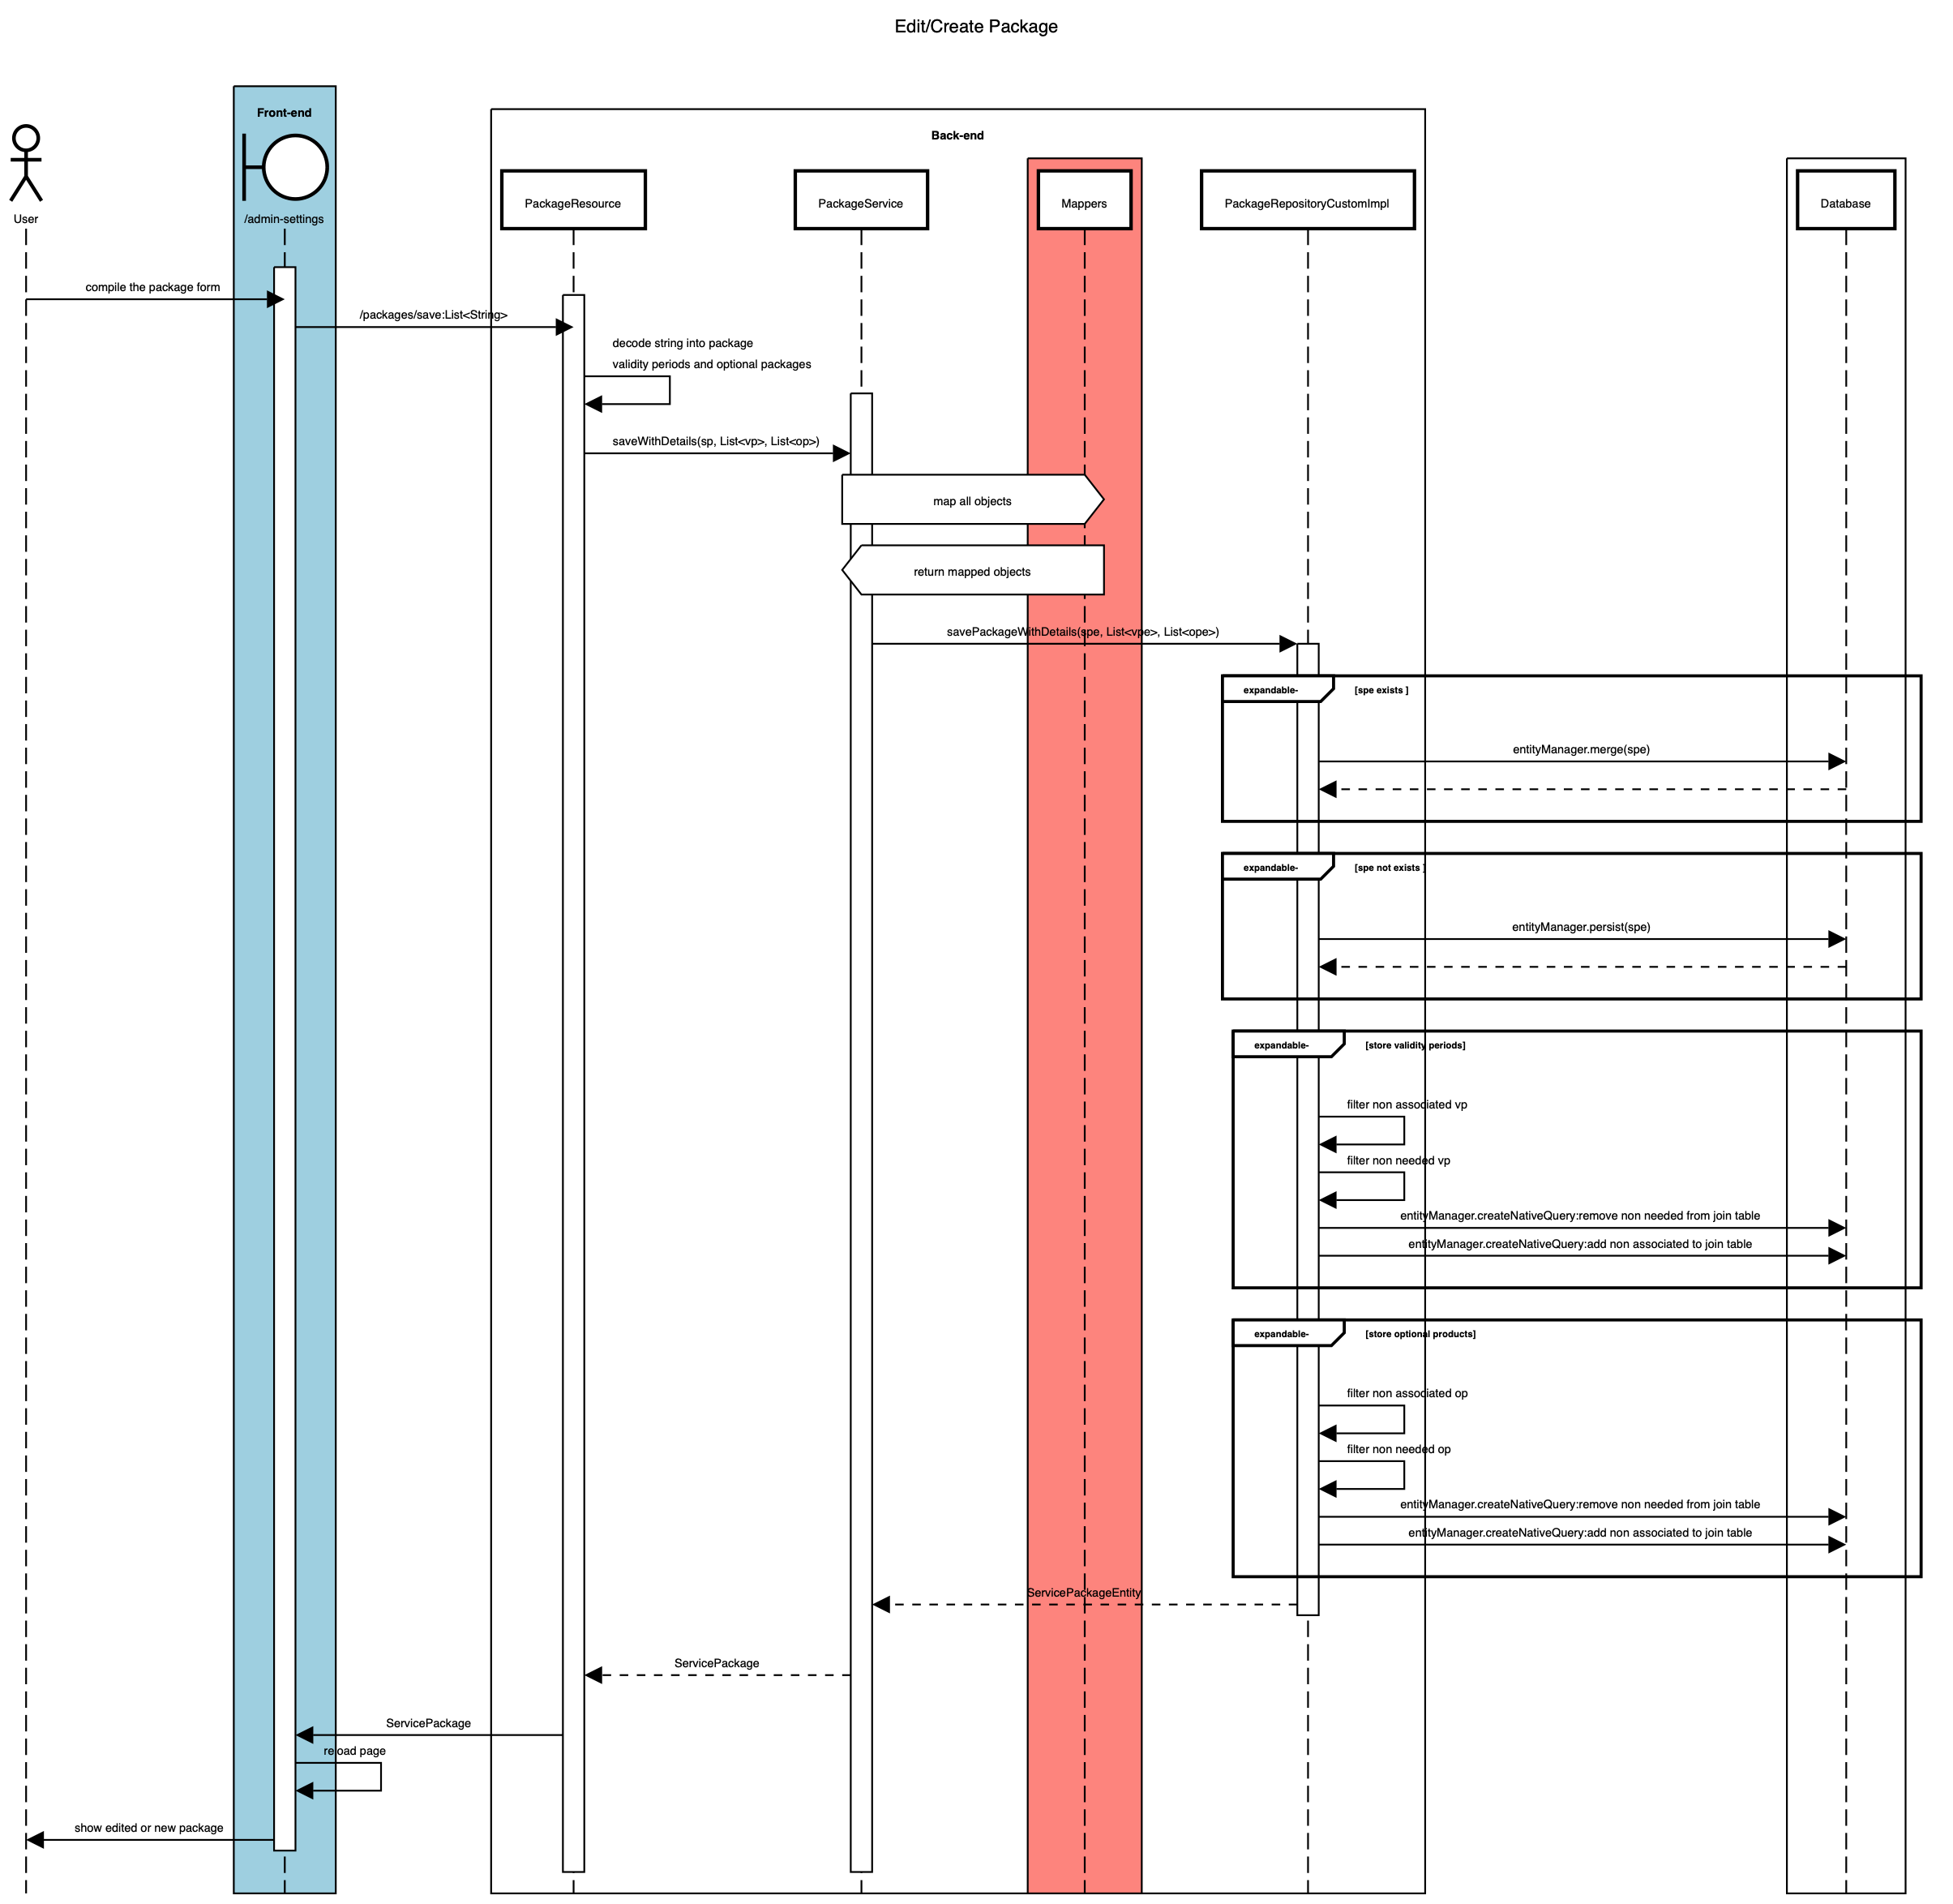 Edit/Create Package
Front-end
Back-end
User
/admin-settings
PackageResource
PackageService
Mappers
PackageRepositoryCustomImpl
Database
compile the package form
/packages/save:List<String>
decode string into package
validity periods and optional packages
saveWithDetails(sp, List<vp>, List<op>)
map all objects
return mapped objects
savePackageWithDetails(spe, List<vpe>, List<ope>)
expandable- [spe exists ]
entityManager.merge(spe)
expandable- [spe not exists ]
entityManager.persist(spe)
expandable- [store validity periods]
filter non associated vp
filter non needed vp
entityManager.createNativeQuery:remove non needed from join table
entityManager.createNativeQuery:add non associated to join table
expandable- [store optional products]
filter non associated op
filter non needed op
entityManager.createNativeQuery:remove non needed from join table
entityManager.createNativeQuery:add non associated to join table
ServicePackageEntity
ServicePackage
ServicePackage
reload page
show edited or new package